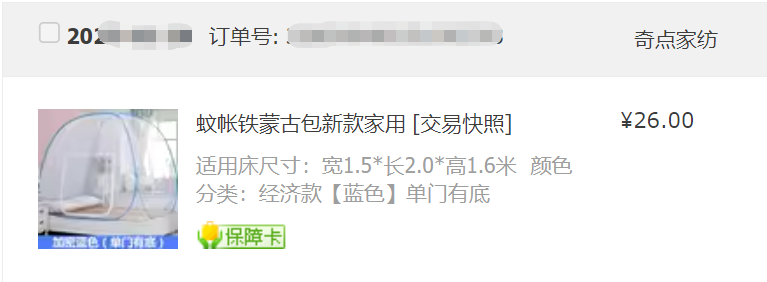 202
订单号:
奇点家纺
蚊帐铁蒙古包新款家用 [交易快照]
¥26.00
适用床尺寸：宽1.5*长2.0*高1.6米 颜色
分类：经济款【蓝色】单门有底
加密蓝色（单门有底）
保障卡